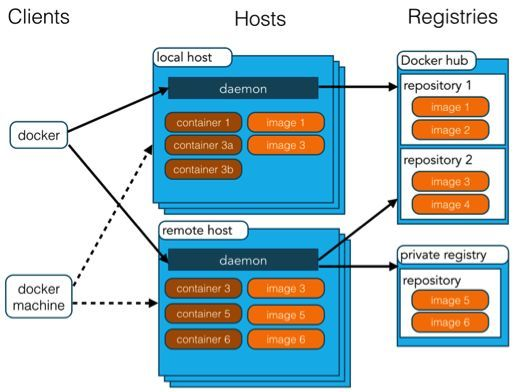 Clients
Hosts
Registries
docker
docker
machine
local host
daemon
container 1
image 1
container 3a
image 3
container 3b
remote host
daemon
container 3
image 3
container 5
image 5
container 6
image 6
Docker hub
repository 1
image 1
image 2
repository 2
image 3
image 4
private registry
repository
image 5
image 6